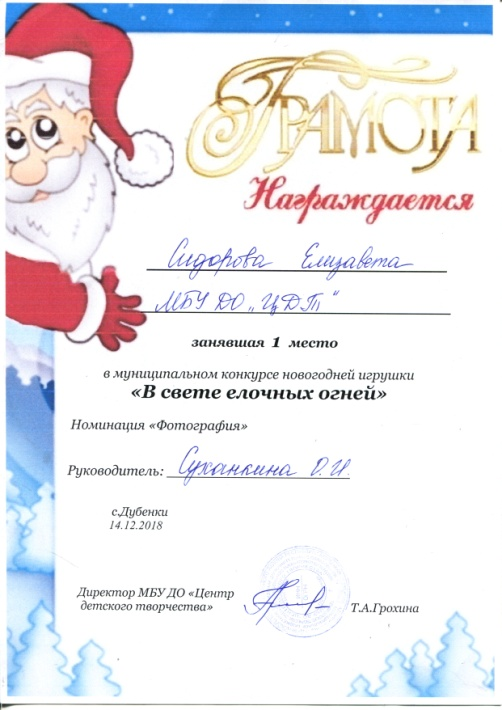 Грамота
Награждается
Сидорова Елизавета
МБУ ДО „ЦДТ"
занявшая 1 место
в муниципальном конкурсе новогодней игрушки
«В свете елочных огней»
Номинация «Фотография»
Руководитель: Суханкина О.И.
с.Дубенки
14.12.2018
Директор МБУ ДО «Центр
детского творчества» Т.А.Грохина